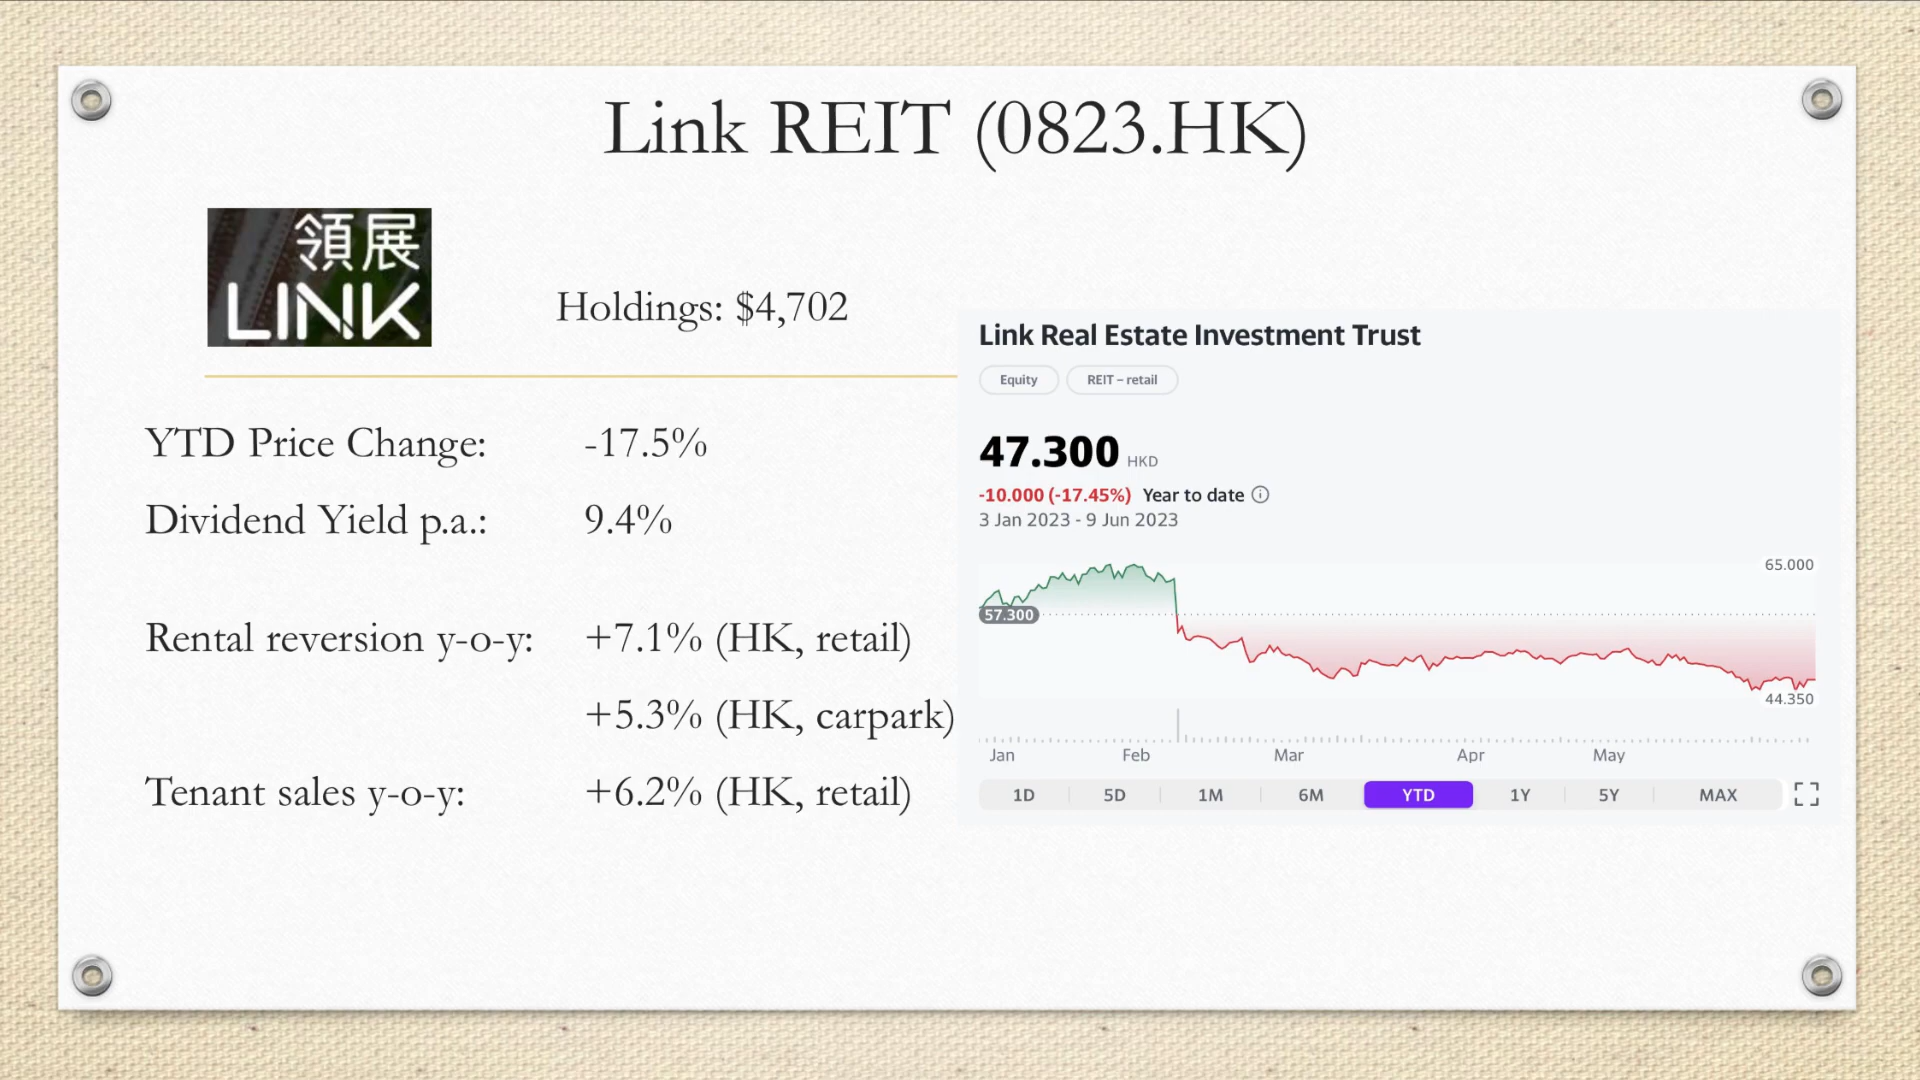 Link REIT (0823.HK)
領展
LINK
Holdings: $4,702
YTD Price Change: -17.5%
Dividend Yield p.a.: 9.4%
Rental reversion y-o-y: +7.1% (HK, retail)
+5.3% (HK, carpark)
Tenant sales y-o-y: +6.2% (HK, retail)
Link Real Estate Investment Trust
Equity REIT – retail
47.300 HKD
-10.000 (-17.45%) Year to date
3 Jan 2023 - 9 Jun 2023
65.000
57.300
44.350
Jan Feb Mar Apr May
1D 5D 1M 6M YTD 1Y 5Y MAX